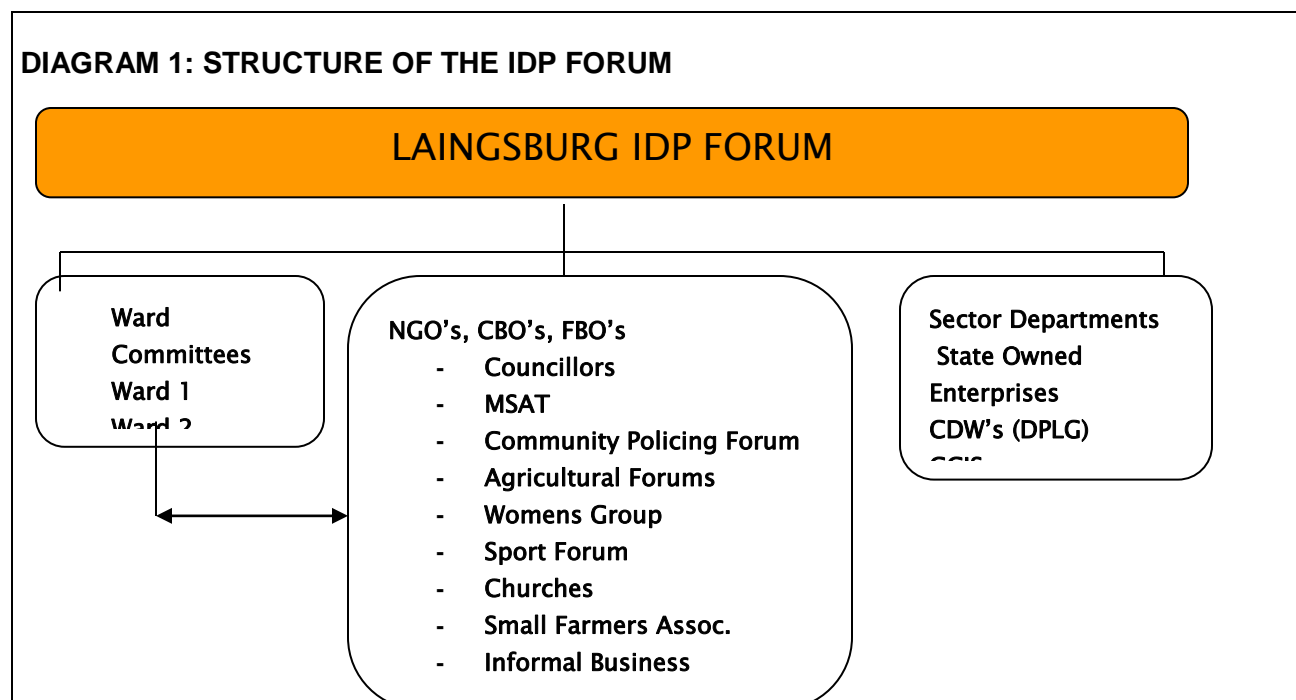 DIAGRAM 1: STRUCTURE OF THE IDP FORUM
LAINGSBURG IDP FORUM
Ward
Committees
Ward 1
Ward 2
NGO’s, CBO’s, FBO’s
- Councillors
- MSAT
- Community Policing Forum
- Agricultural Forums
- Womens Group
- Sport Forum
- Churches
- Small Farmers Assoc.
- Informal Business
Sector Departments
State Owned
Enterprises
CDW’s (DPLG)